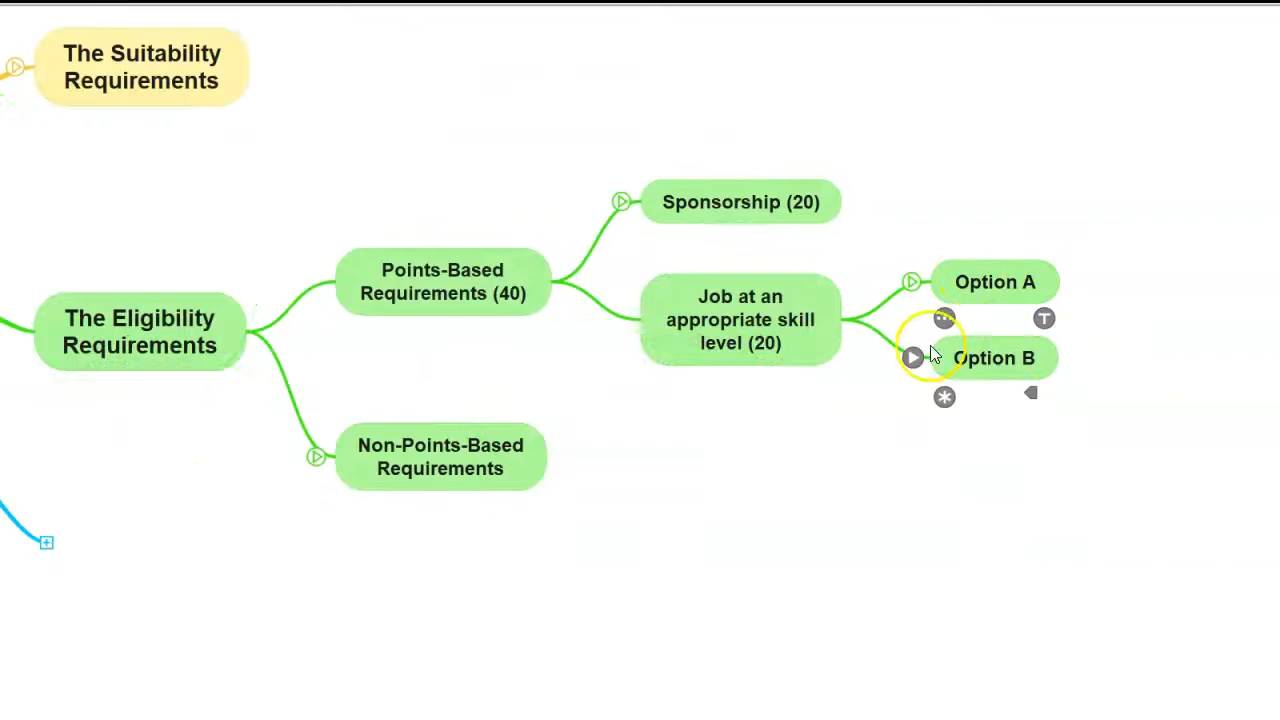 The Suitability
Requirements
Sponsorship (20)
Points-Based
Requirements (40)
Option A
Job at an
appropriate skill
level (20)
The Eligibility
Requirements
Option B
Non-Points-Based
Requirements